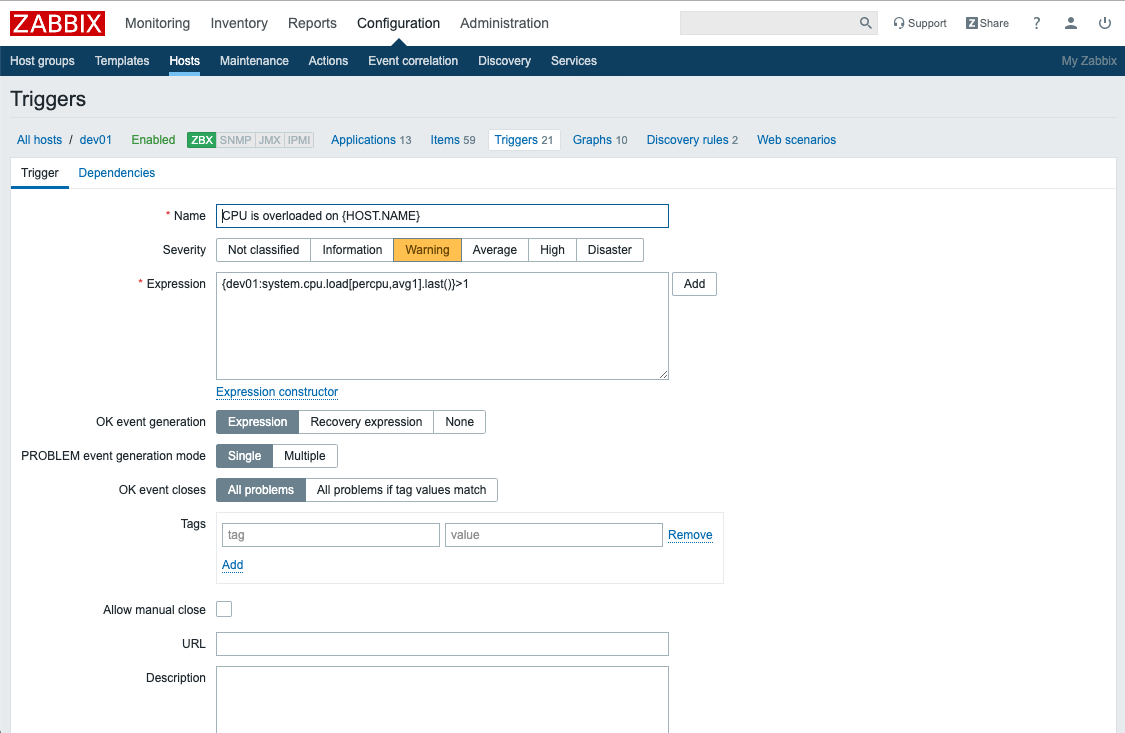 ZABBIX Monitoring Inventory Reports Configuration Administration Support Z Share ?
Host groups Templates Hosts Maintenance Actions Event correlation Discovery Services My Zabbix
Triggers
All hosts / dev01 Enabled ZBX SNMP JMX IPMI Applications 13 Items 59 Triggers 21 Graphs 10 Discovery rules 2 Web scenarios
Trigger Dependencies
* Name CPU is overloaded on {HOST.NAME}
Severity Not classified Information Warning Average High Disaster
* Expression {dev01:system.cpu.load[percpu,avg1].last()}>1 Add
Expression constructor
OK event generation Expression Recovery expression None
PROBLEM event generation mode Single Multiple
OK event closes All problems All problems if tag values match
Tags
tag value Remove
Add
Allow manual close
URL
Description